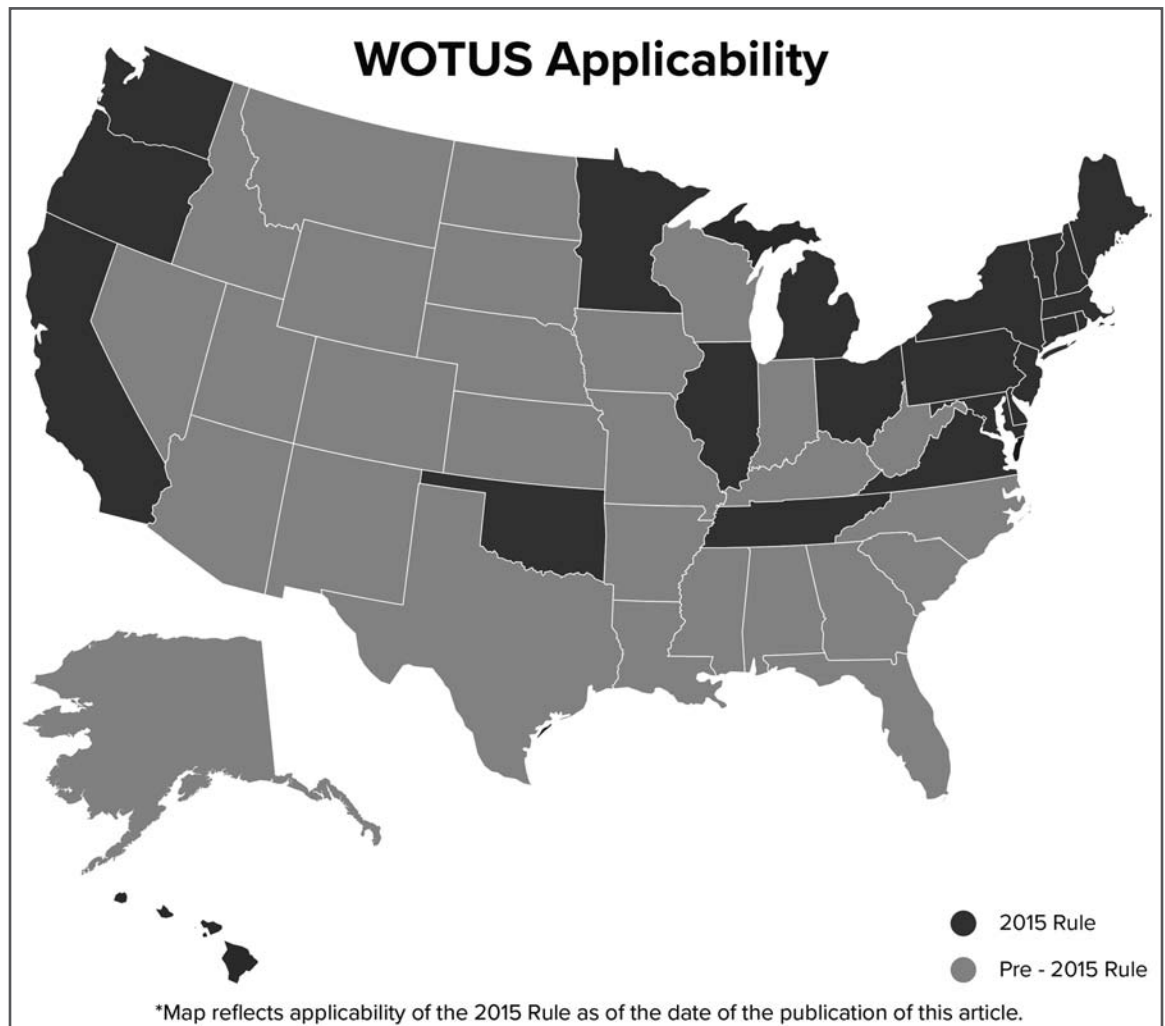 WOTUS Applicability
2015 Rule
Pre - 2015 Rule
*Map reflects applicability of the 2015 Rule as of the date of the publication of this article.